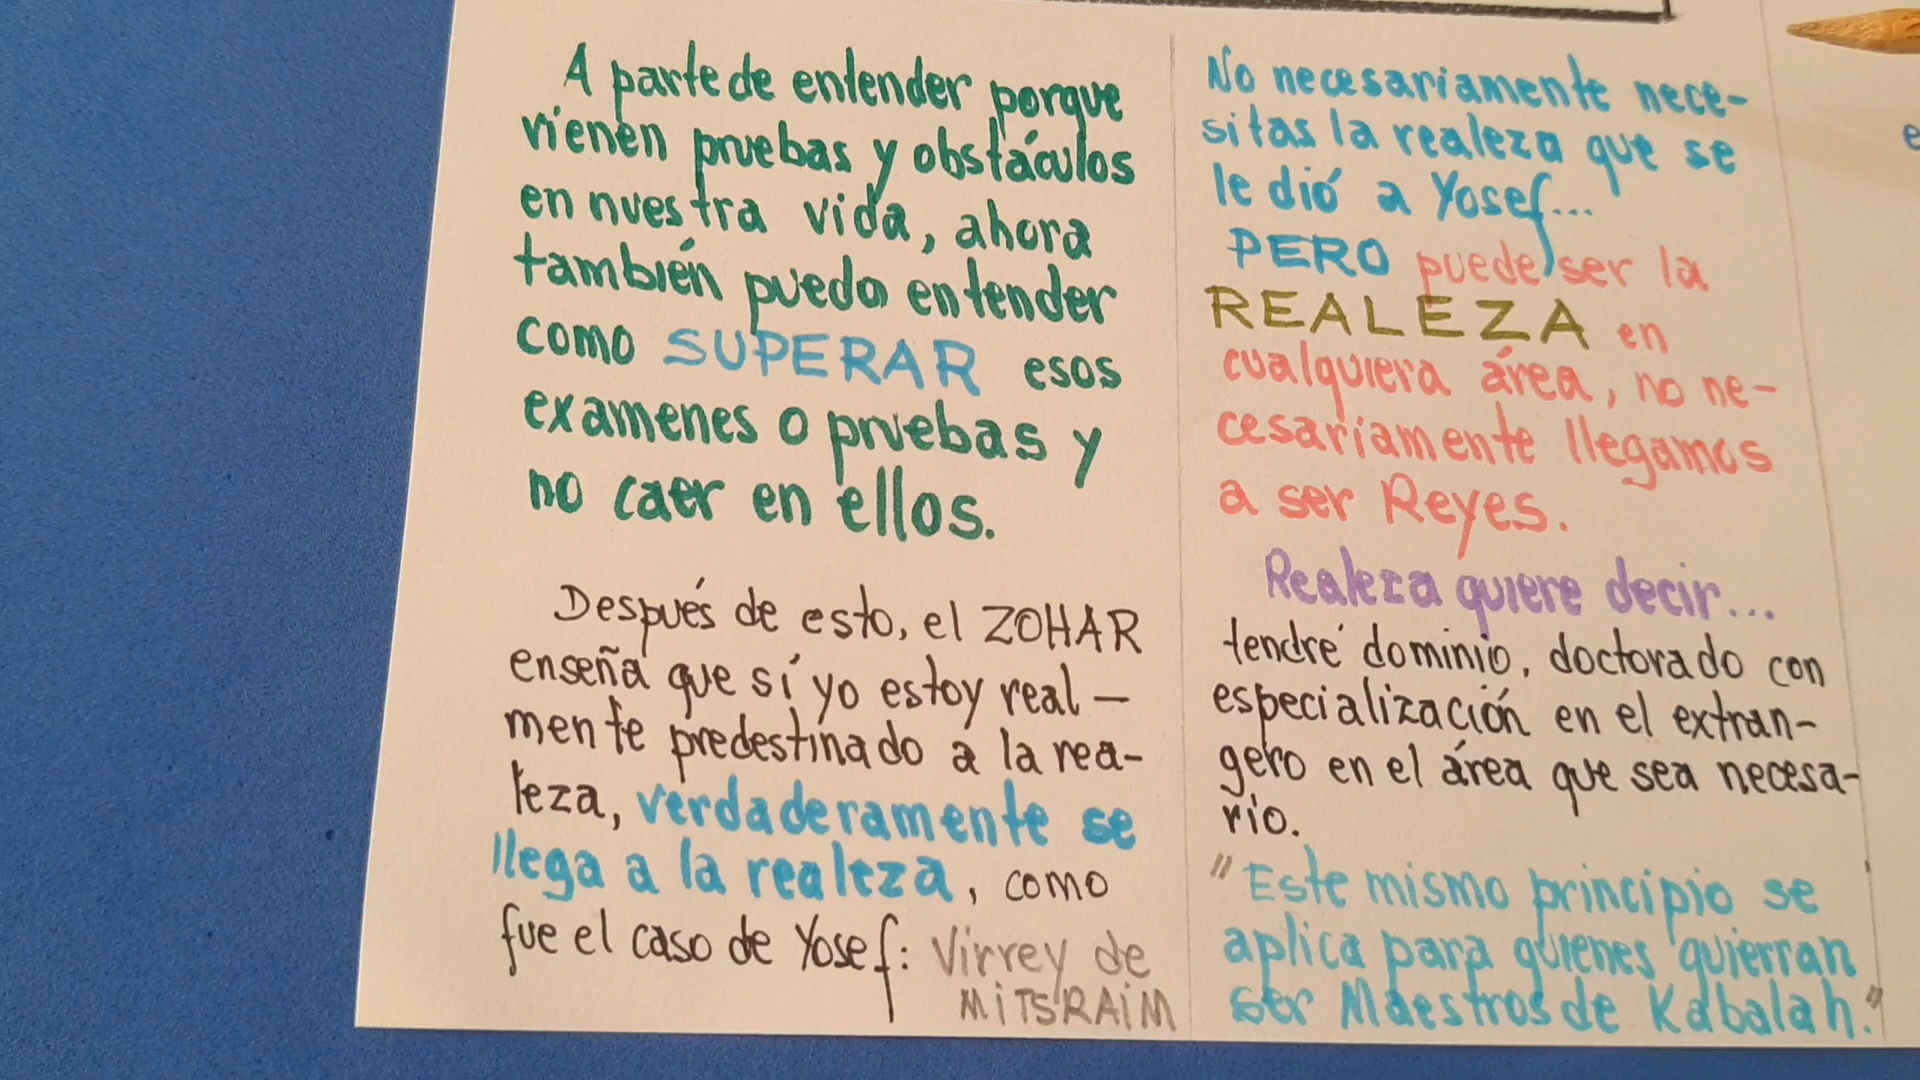 A parte de entender porque
vienen pruebas y obstáculos
en nuestra vida, ahora
también puedo entender
como SUPERAR esos
examenes o pruebas y
no caer en ellos.
Después de esto, el ZOHAR
enseña que sí yo estoy real-
mente predestinado a la rea-
leza, verdaderamente se
llega a la realeza, como
fue el caso de Yosef: Virrey de
MiTSRAiM
No necesariamente nece-
sitas la realeza que se
le dió a Yosef...
PERO puede ser la
REALEZA en
cualquiera área, no ne-
cesariamente llegamos
a ser Reyes.
Realeza quiere decir...
tendré dominio, doctorado con
especialización en el extran-
gero en el área que sea necesa-
rio.
"Este mismo principio se
aplica para quienes quierran
ser Maestros de Kabalah."